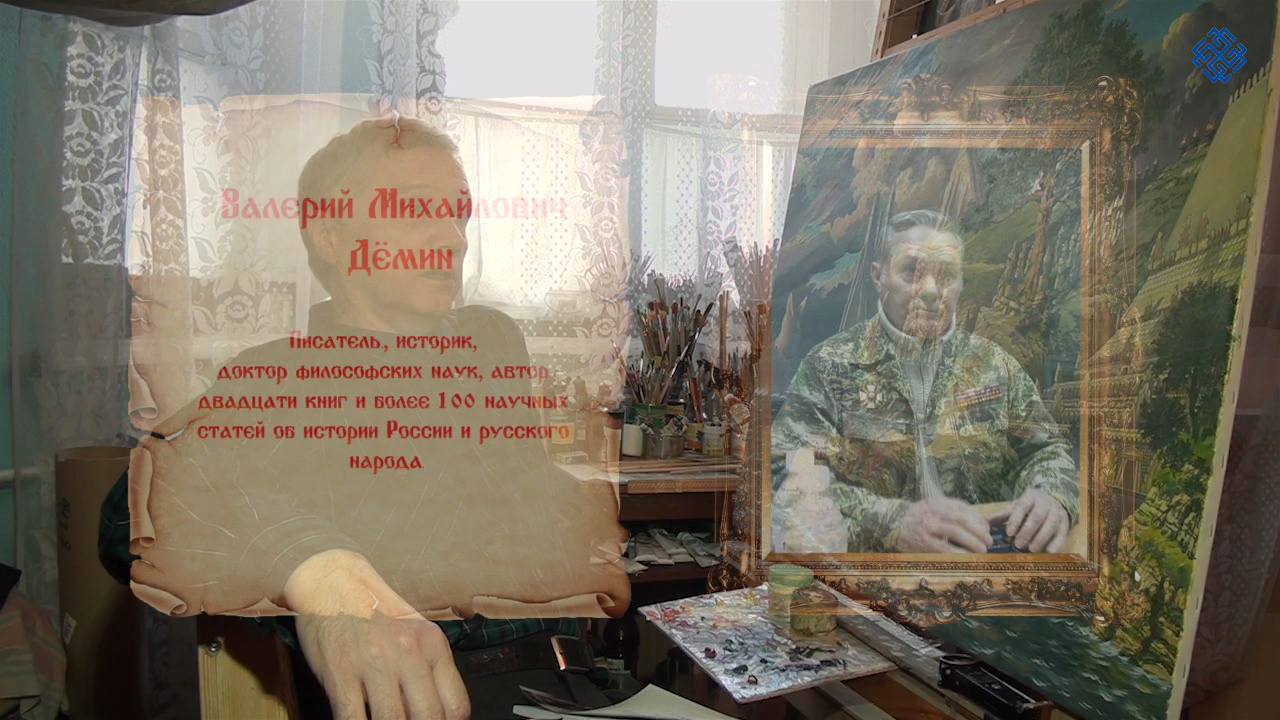 Валерий Михайлович
Дёмин
Писатель, историк,
доктор философских наук, автор
двадцати книг и более 100 научных
статей об истории России и русского
народа.